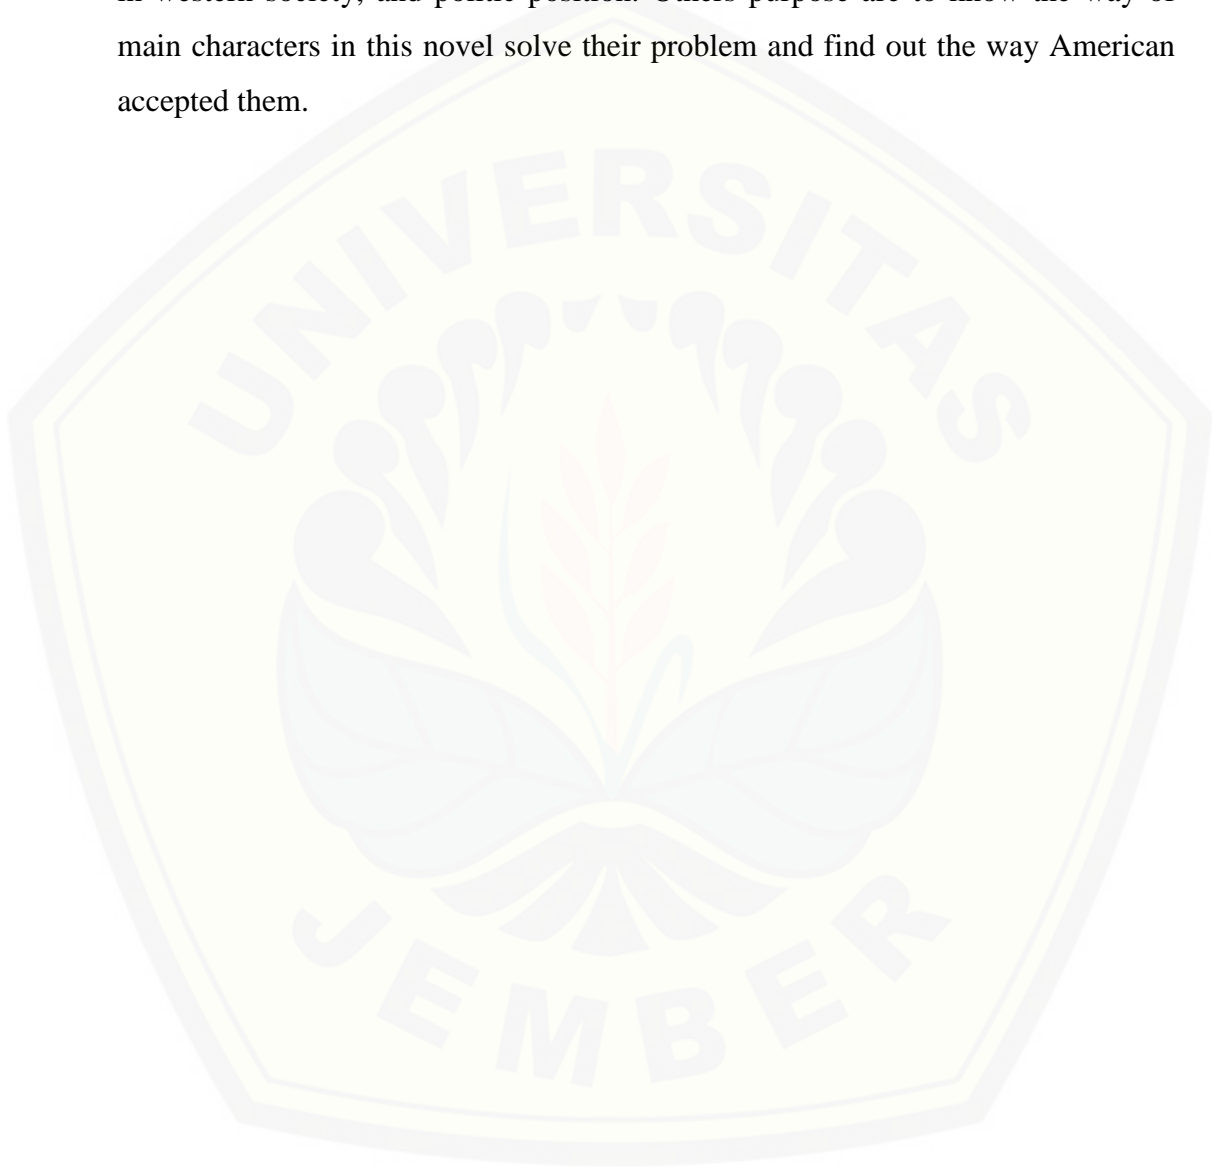 in western society, and politic position. Others purpose are to know the way of
main characters in this novel solve their problem and find out the way American
accepted them.
UNIVERSITAS
JEMBER